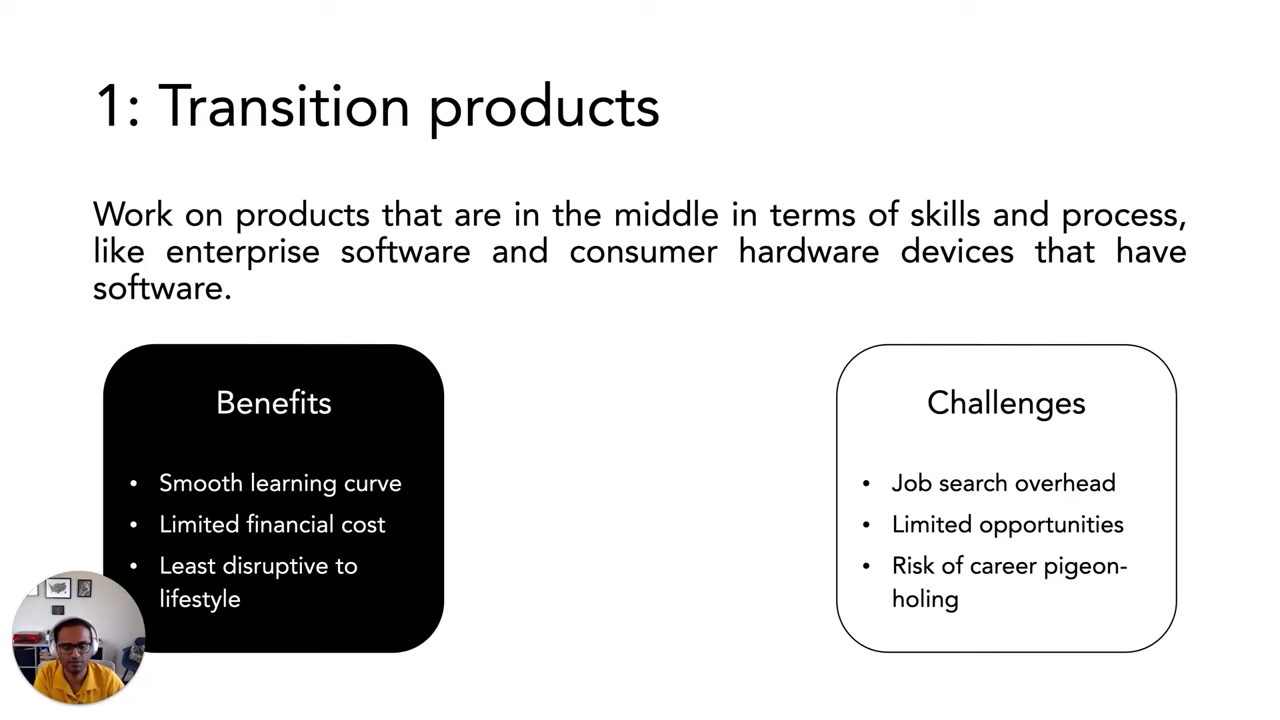 1: Transition products
Work on products that are in the middle in terms of skills and process,
like enterprise software and consumer hardware devices that have
software.
Benefits
• Smooth learning curve
• Limited financial cost
• Least disruptive to
lifestyle
Challenges
• Job search overhead
• Limited opportunities
• Risk of career pigeon-
holing